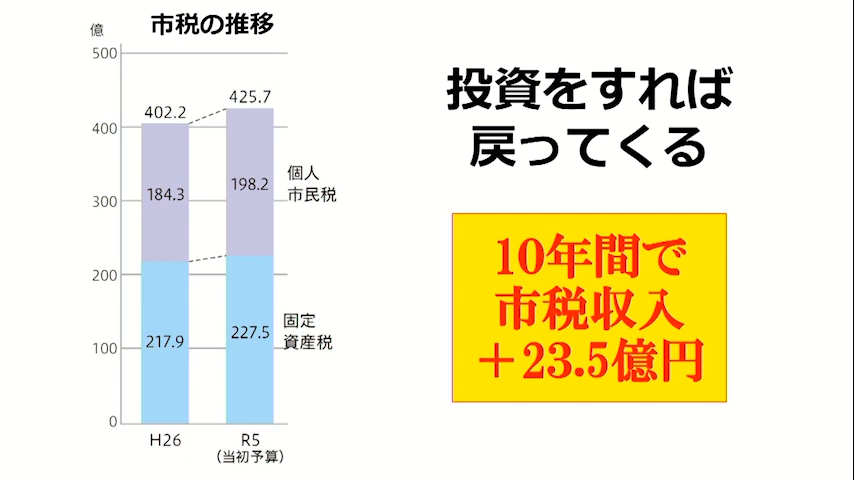 市税の推移
億
500
400
300
200
100
0
402.2
425.7
184.3
198.2
217.9
227.5
個人
市民税
固定
資産税
H26
R5
（当初予算）
投資をすれば
戻ってくる
10年間で
市税収入
＋23.5億円